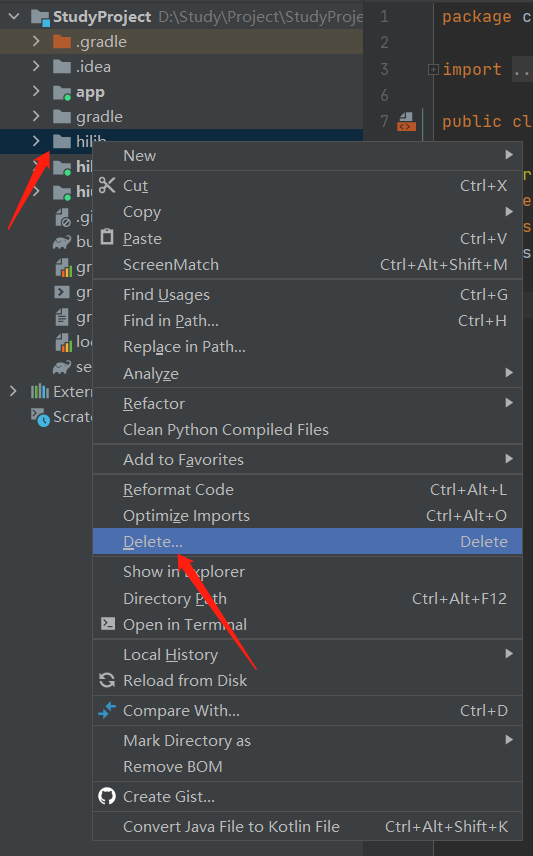 StudyProject D:\Study\Project\StudyProje
.gradle
.idea
app
gradle
hilib
hi
hi
.gi
bu
gr
gr
gr
loc
se
Extern
Scrat
1 package c
2
3 import ...
6
7 public cl
r
e
s
s
New
Cut Ctrl+X
Copy
Paste Ctrl+V
ScreenMatch Ctrl+Alt+Shift+M
Find Usages Ctrl+G
Find in Path... Ctrl+H
Replace in Path...
Analyze
Refactor
Clean Python Compiled Files
Add to Favorites
Reformat Code Ctrl+Alt+L
Optimize Imports Ctrl+Alt+O
Delete... Delete
Show in Explorer
Directory Path Ctrl+Alt+F12
Open in Terminal
Local History
Reload from Disk
Compare With... Ctrl+D
Mark Directory as
Remove BOM
Create Gist...
Convert Java File to Kotlin File Ctrl+Alt+Shift+K